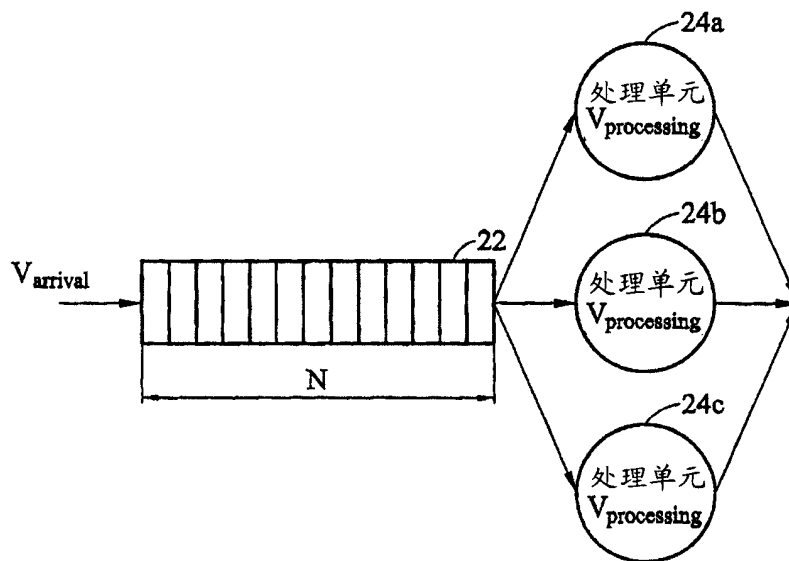 24a
处理单元
Vprocessing
24b
22
处理单元
Varrival
Vprocessing
N
24c
处理单元
Vprocessing